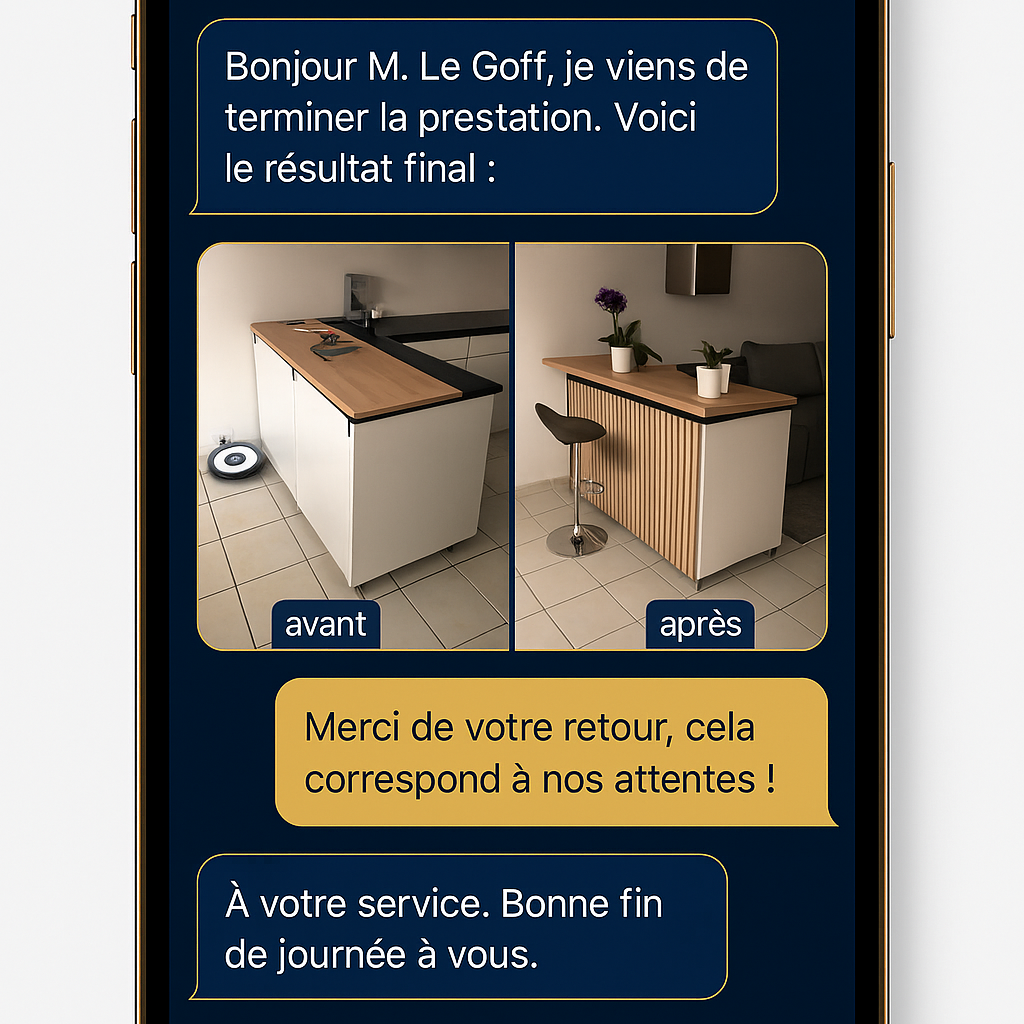 Bonjour M. Le Goff, je viens de
terminer la prestation. Voici
le résultat final :
avant
après
Merci de votre retour, cela
correspond à nos attentes !
À votre service. Bonne fin
de journée à vous.